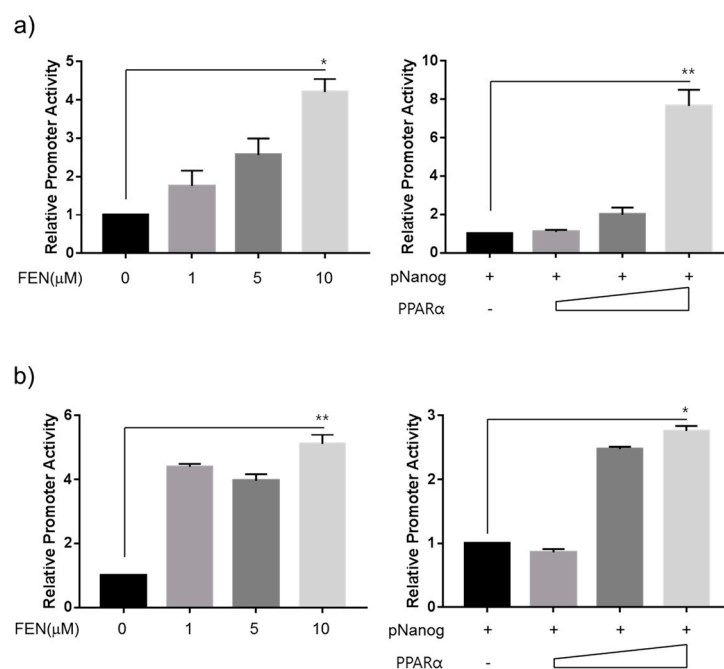 a)
Relative Promoter Activity
5
4
3
2
1
0
*
FEN(μM) 0 1 5 10
Relative Promoter Activity
10
8
6
4
2
0
**
pNanog + + + +
PPARα -
b)
Relative Promoter Activity
6
4
2
0
**
FEN(μM) 0 1 5 10
Relative Promoter Activity
3
2
1
0
*
pNanog + + + +
PPARα -